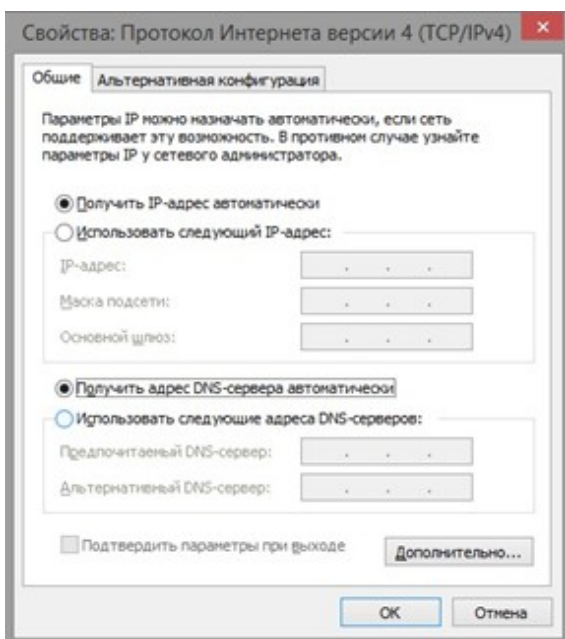 Свойства: Протокол Интернета версии 4 (TCP/IPv4)
Общие
Альтернативная конфигурация
Параметры IP можно назначать автоматически, если сеть
поддерживает эту возможность. В противном случае узнайте
параметры IP у сетевого администратора.
Получить IP-адрес автоматически
Использовать следующий IP-адрес:
IP-адрес:
Маска подсети:
Основной шлюз:
Получить адрес DNS-сервера автоматически
Использовать следующие адреса DNS-серверов:
Предпочитаемый DNS-сервер:
Альтернативный DNS-сервер:
Подтвердить параметры при выходе
Дополнительно...
ОК
Отмена